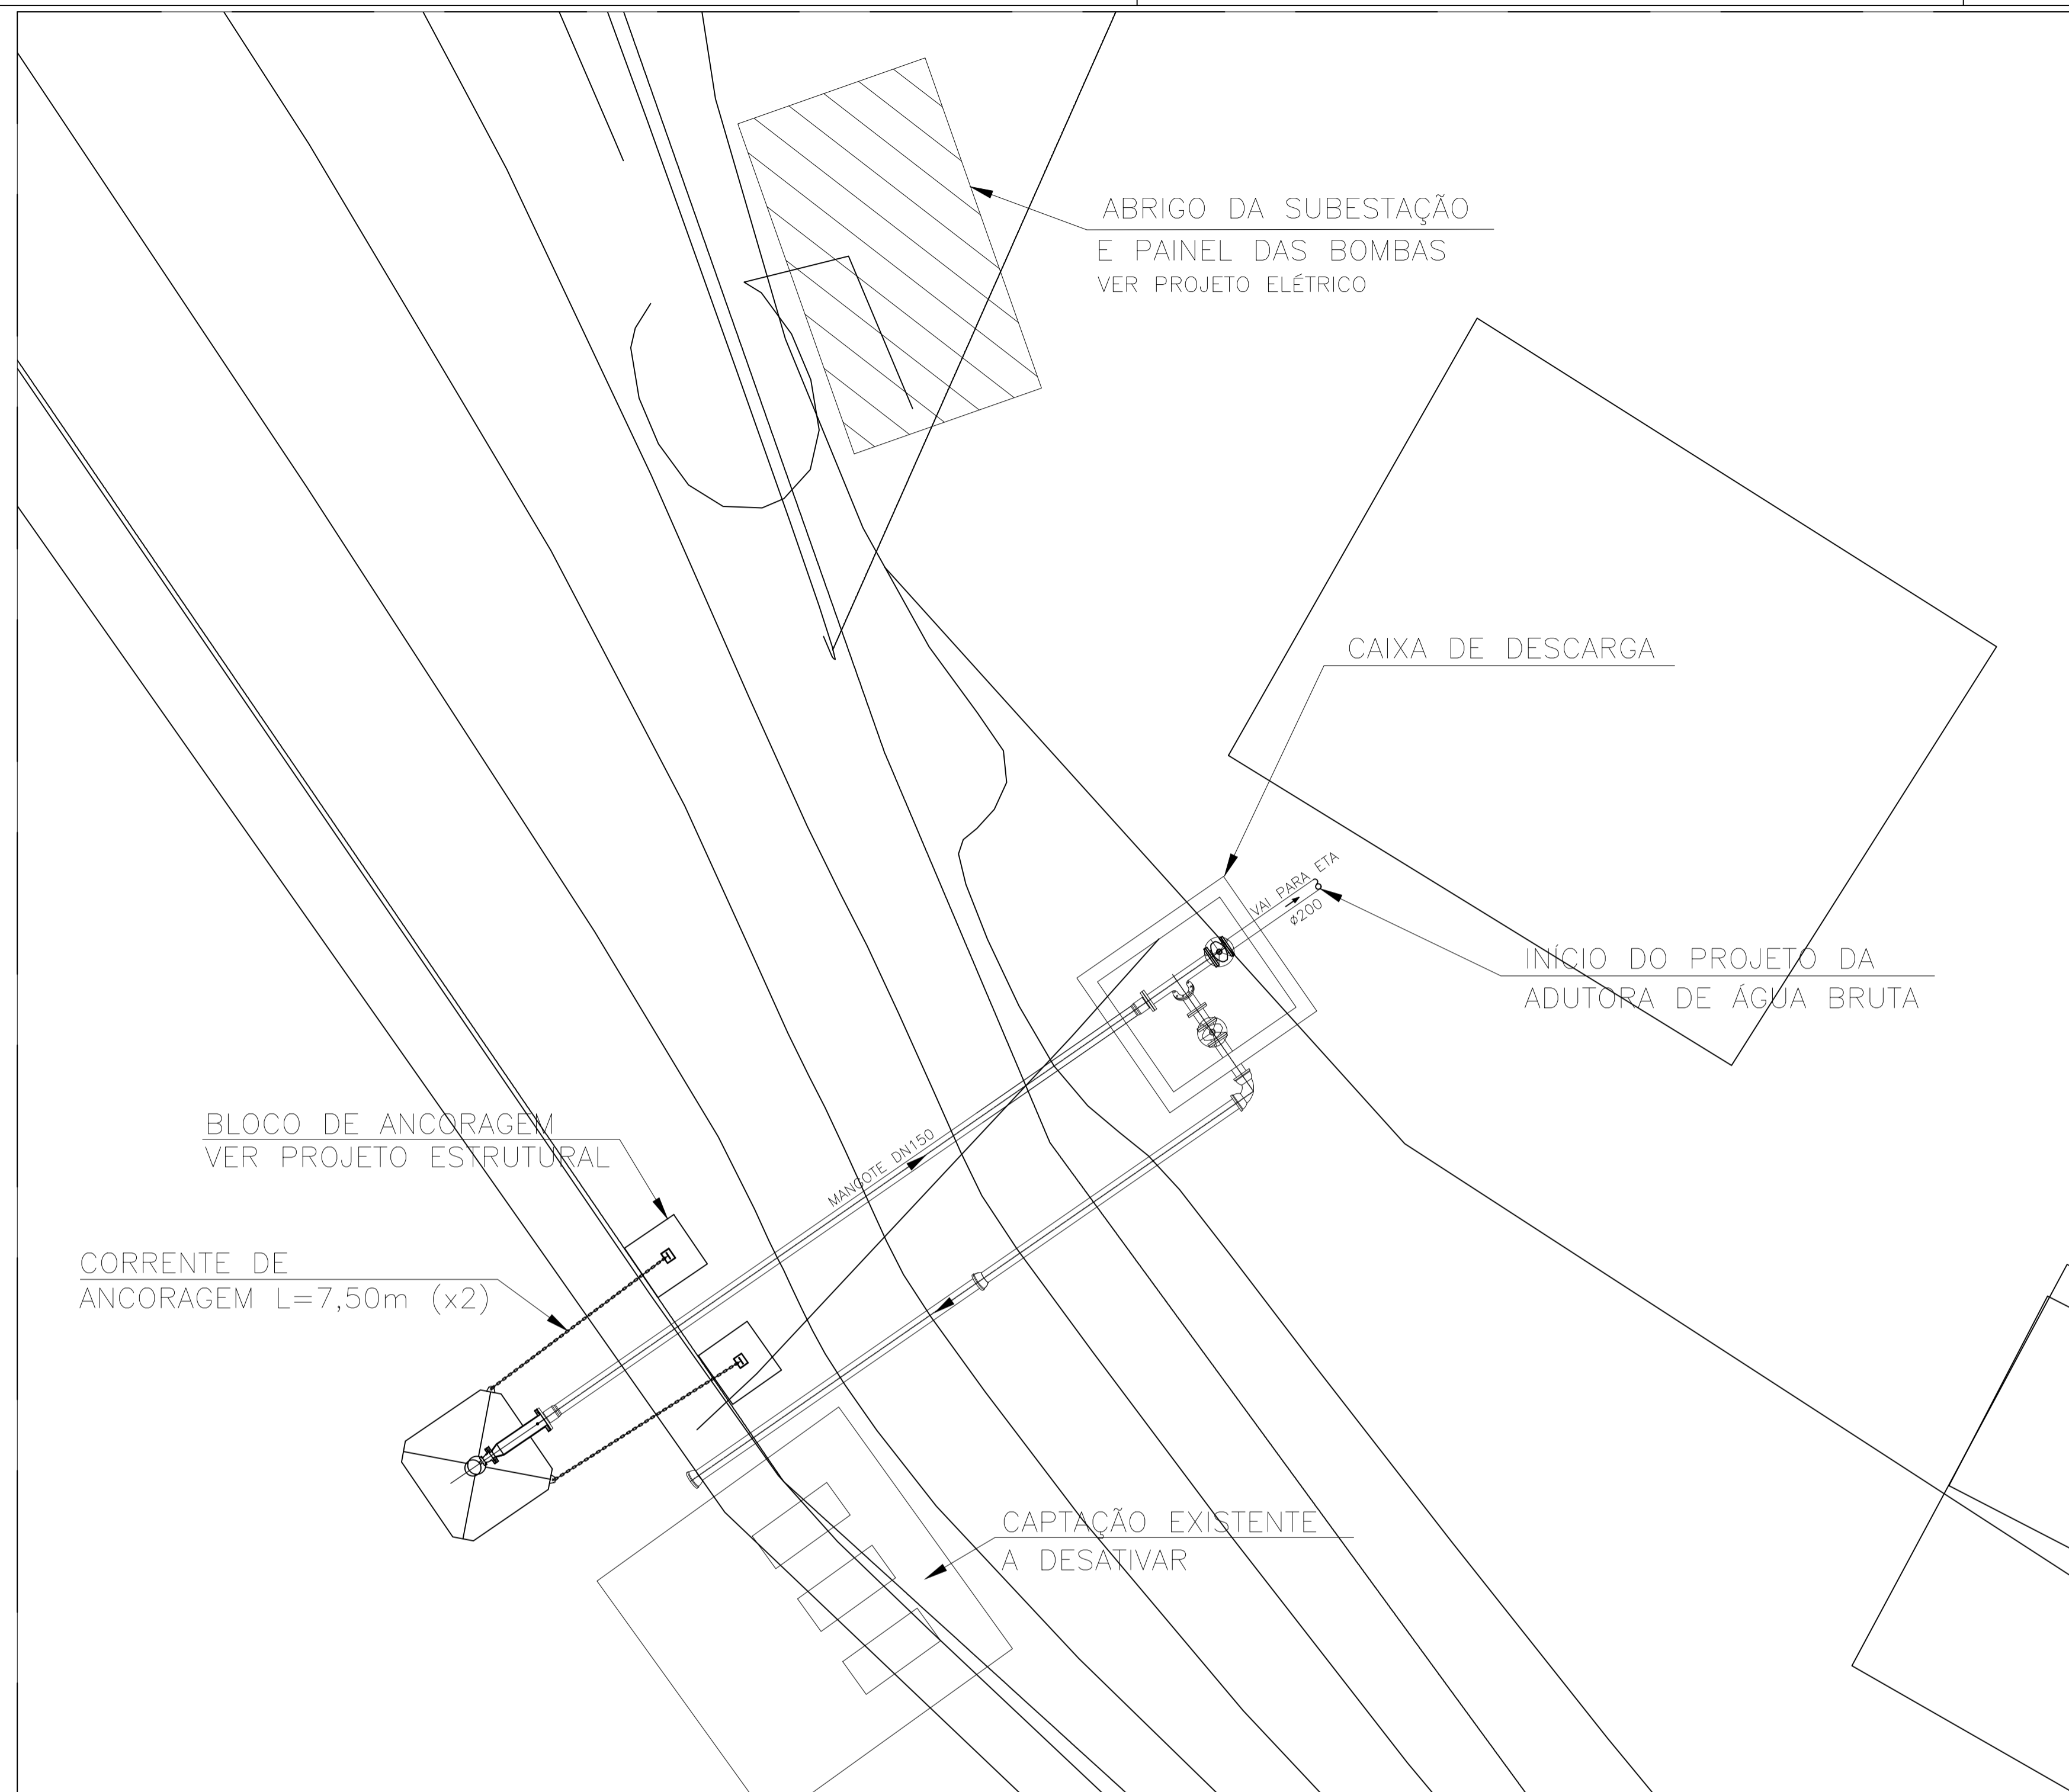 ABRIGO DA SUBESTAÇÃO
E PAINEL DAS BOMBAS
VER PROJETO ELÉTRICO
CAIXA DE DESCARGA
VAI PARA ETA
ø200
INÍCIO DO PROJETO DA
ADUTORA DE ÁGUA BRUTA
BLOCO DE ANCORAGEM
VER PROJETO ESTRUTURAL
MANGOTE DN150
CORRENTE DE
ANCORAGEM L=7,50m (x2)
CAPTAÇÃO EXISTENTE
A DESATIVAR